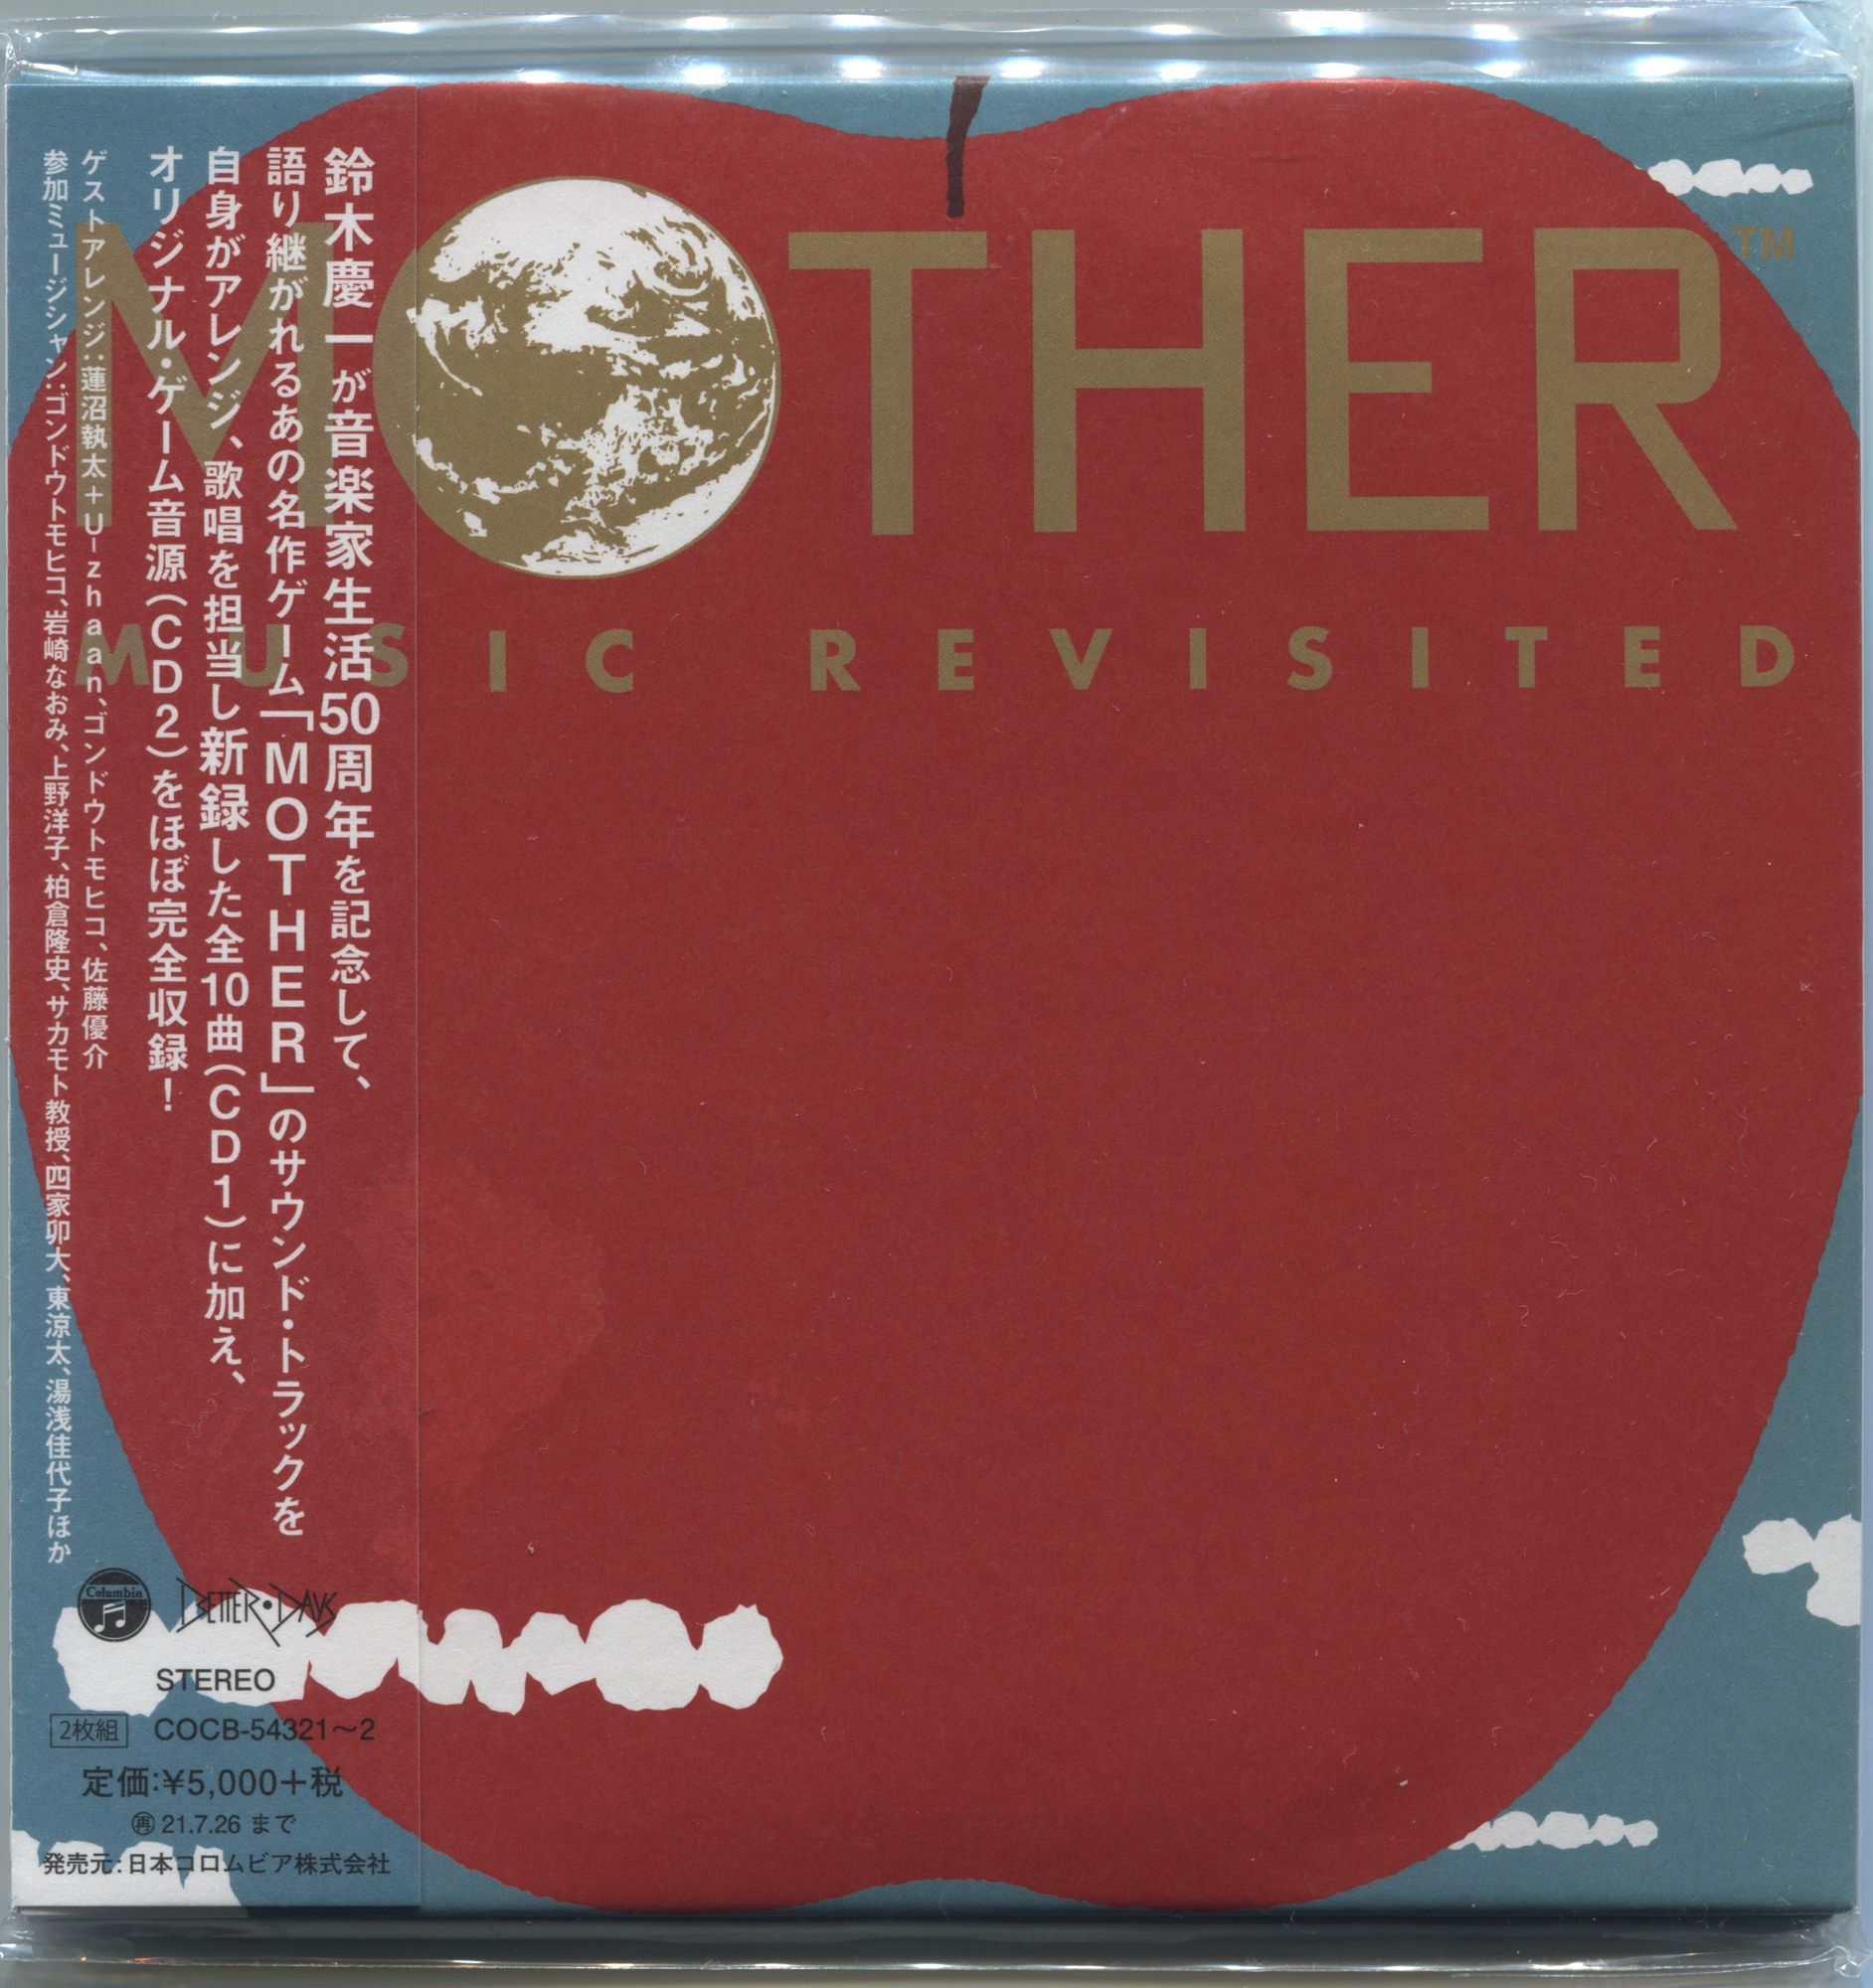 MOTHER™
MUSIC REVISITED
鈴木慶一が音楽家生活50周年を記念して、
語り継がれるあの名作ゲーム「MOTHER」のサウンド・トラックを
自身がアレンジ、歌唱を担当し新録した全10曲(CD1)に加え、
オリジナル・ゲーム音源(CD2)をほぼ完全収録!
ゲストアレンジ:蓮沼執太+U-zhaan、ゴンドウトモヒコ、佐藤優介
参加ミュージシャン:ゴンドウトモヒコ、岩崎なおみ、上野洋子、柏倉隆史、サカモト教授、四家卯大、東涼太、湯浅佳代子ほか
Columbia
BETTER・DAYS
STEREO
2枚組 COCB-54321〜2
定価:¥5,000+税
㊢21.7.26 まで
発売元:日本コロムビア株式会社